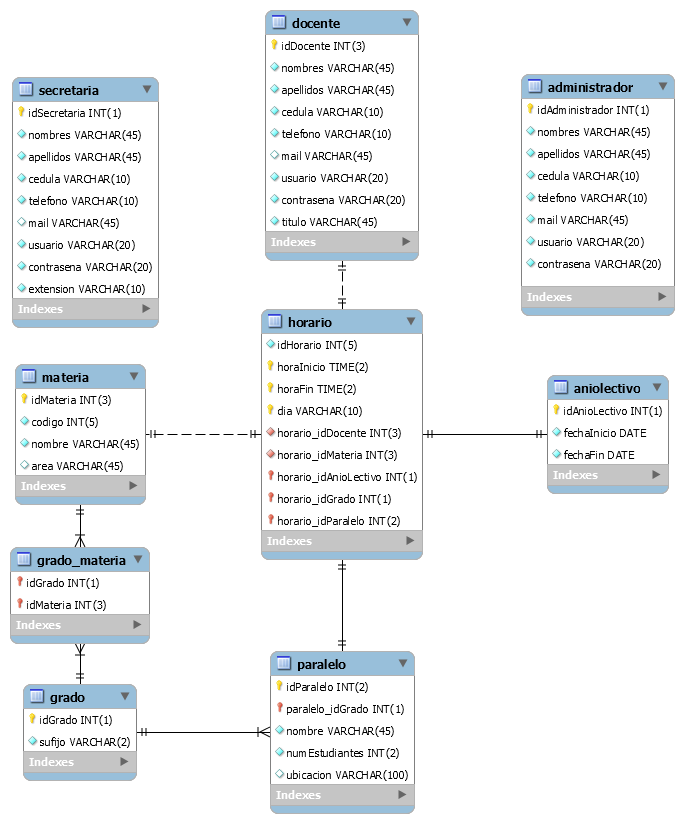 docente
idDocente INT(3)
nombres VARCHAR(45)
apellidos VARCHAR(45)
cedula VARCHAR(10)
telefono VARCHAR(10)
mail VARCHAR(45)
usuario VARCHAR(20)
contrasena VARCHAR(20)
titulo VARCHAR(45)
Indexes
secretaria
idSecretaria INT(1)
nombres VARCHAR(45)
apellidos VARCHAR(45)
cedula VARCHAR(10)
telefono VARCHAR(10)
mail VARCHAR(45)
usuario VARCHAR(20)
contrasena VARCHAR(20)
extension VARCHAR(10)
Indexes
administrador
idAdministrador INT(1)
nombres VARCHAR(45)
apellidos VARCHAR(45)
cedula VARCHAR(10)
telefono VARCHAR(10)
mail VARCHAR(45)
usuario VARCHAR(20)
contrasena VARCHAR(20)
Indexes
horario
idHorario INT(5)
horaInicio TIME(2)
horaFin TIME(2)
dia VARCHAR(10)
horario_idDocente INT(3)
horario_idMateria INT(3)
horario_idAnioLectivo INT(1)
horario_idGrado INT(1)
horario_idParalelo INT(2)
Indexes
materia
idMateria INT(3)
codigo INT(5)
nombre VARCHAR(45)
area VARCHAR(45)
Indexes
aniolectivo
idAnioLectivo INT(1)
fechaInicio DATE
fechaFin DATE
Indexes
grado_materia
idGrado INT(1)
idMateria INT(3)
Indexes
grado
idGrado INT(1)
sufijo VARCHAR(2)
Indexes
paralelo
idParalelo INT(2)
paralelo_idGrado INT(1)
nombre VARCHAR(45)
numEstudiantes INT(2)
ubicacion VARCHAR(100)
Indexes